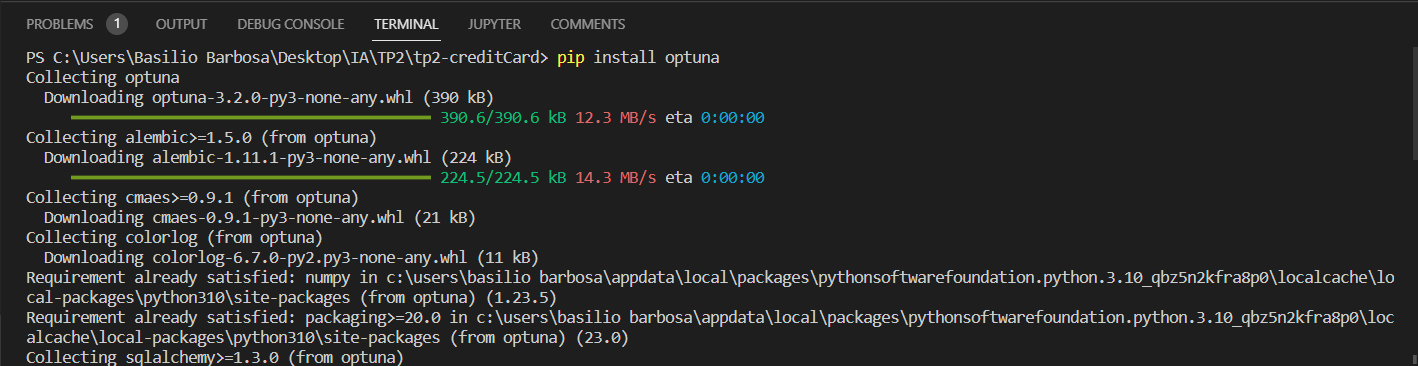 PROBLEMS 1 OUTPUT DEBUG CONSOLE TERMINAL JUPYTER COMMENTS
PS C:\Users\Basilio Barbosa\Desktop\IA\TP2\tp2-creditCard> pip install optuna
Collecting optuna
  Downloading optuna-3.2.0-py3-none-any.whl (390 kB)
390.6/390.6 kB 12.3 MB/s eta 0:00:00
Collecting alembic>=1.5.0 (from optuna)
  Downloading alembic-1.11.1-py3-none-any.whl (224 kB)
224.5/224.5 kB 14.3 MB/s eta 0:00:00
Collecting cmaes>=0.9.1 (from optuna)
  Downloading cmaes-0.9.1-py3-none-any.whl (21 kB)
Collecting colorlog (from optuna)
  Downloading colorlog-6.7.0-py2.py3-none-any.whl (11 kB)
Requirement already satisfied: numpy in c:\users\basilio barbosa\appdata\local\packages\pythonsoftwarefoundation.python.3.10_qbz5n2kfra8p0\localcache\lo
cal-packages\python310\site-packages (from optuna) (1.23.5)
Requirement already satisfied: packaging>=20.0 in c:\users\basilio barbosa\appdata\local\packages\pythonsoftwarefoundation.python.3.10_qbz5n2kfra8p0\loc
alcache\local-packages\python310\site-packages (from optuna) (23.0)
Collecting sqlalchemy>=1.3.0 (from optuna)